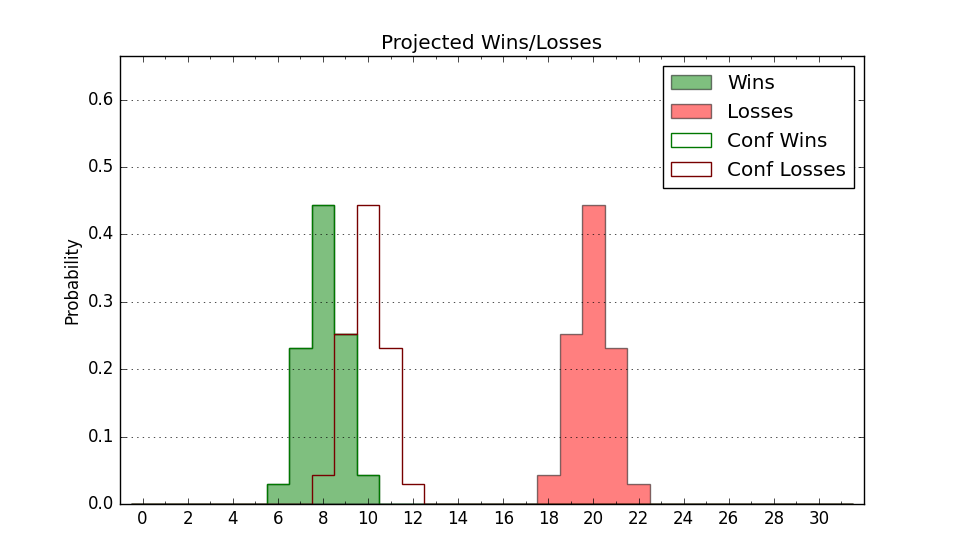 Projected Wins/Losses
Wins
Losses
Conf Wins
Conf Losses
Probability
0.6
0.5
0.4
0.3
0.2
0.1
0.0
0 2 4 6 8 10 12 14 16 18 20 22 24 26 28 30